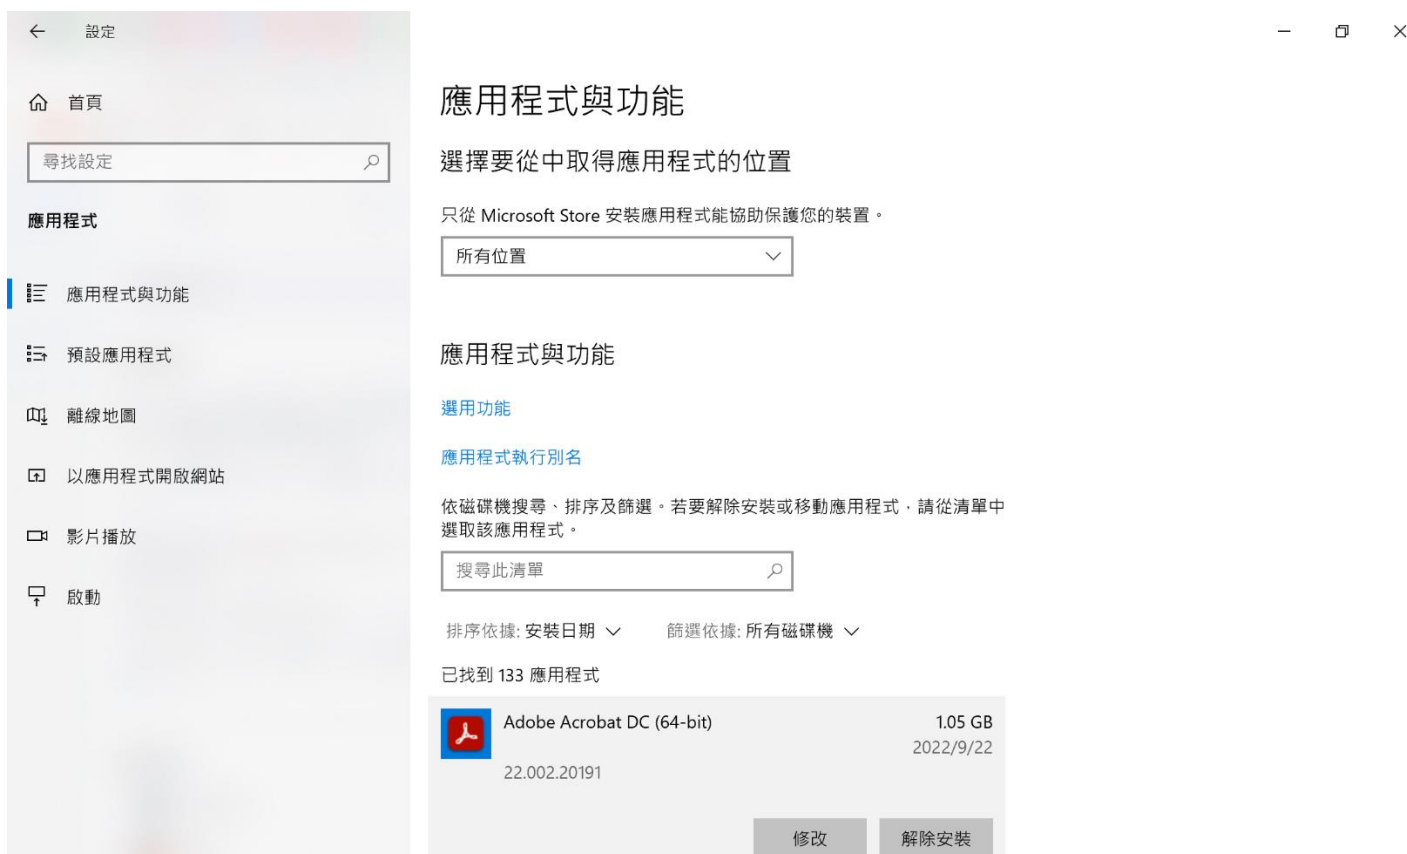 設定
首頁
尋找設定
應用程式
應用程式與功能
預設應用程式
離線地圖
以應用程式開啟網站
影片播放
啟動
應用程式與功能
選擇要從中取得應用程式的位置
只從 Microsoft Store 安裝應用程式能協助保護您的裝置。
所有位置
應用程式與功能
選用功能
應用程式執行別名
依磁碟機搜尋、排序及篩選。若要解除安裝或移動應用程式，請從清單中
選取該應用程式。
搜尋此清單
排序依據: 安裝日期 篩選依據: 所有磁碟機
已找到 133 應用程式
Adobe Acrobat DC (64-bit) 1.05 GB
2022/9/22
22.002.20191
修改 解除安裝